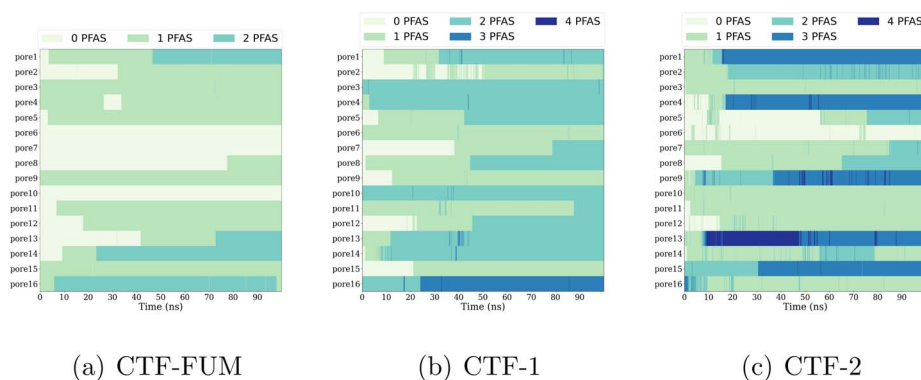 0 PFAS 1 PFAS 2 PFAS
pore1
pore2
pore3
pore4
pore5
pore6
pore7
pore8
pore9
pore10
pore11
pore12
pore13
pore14
pore15
pore16
0 10 20 30 40 50 60 70 80 90
Time (ns)
(a) CTF-FUM
0 PFAS 2 PFAS 4 PFAS
1 PFAS 3 PFAS
pore1
pore2
pore3
pore4
pore5
pore6
pore7
pore8
pore9
pore10
pore11
pore12
pore13
pore14
pore15
pore16
0 10 20 30 40 50 60 70 80 90
Time (ns)
(b) CTF-1
0 PFAS 2 PFAS 4 PFAS
1 PFAS 3 PFAS
pore1
pore2
pore3
pore4
pore5
pore6
pore7
pore8
pore9
pore10
pore11
pore12
pore13
pore14
pore15
pore16
0 10 20 30 40 50 60 70 80 90
Time (ns)
(c) CTF-2